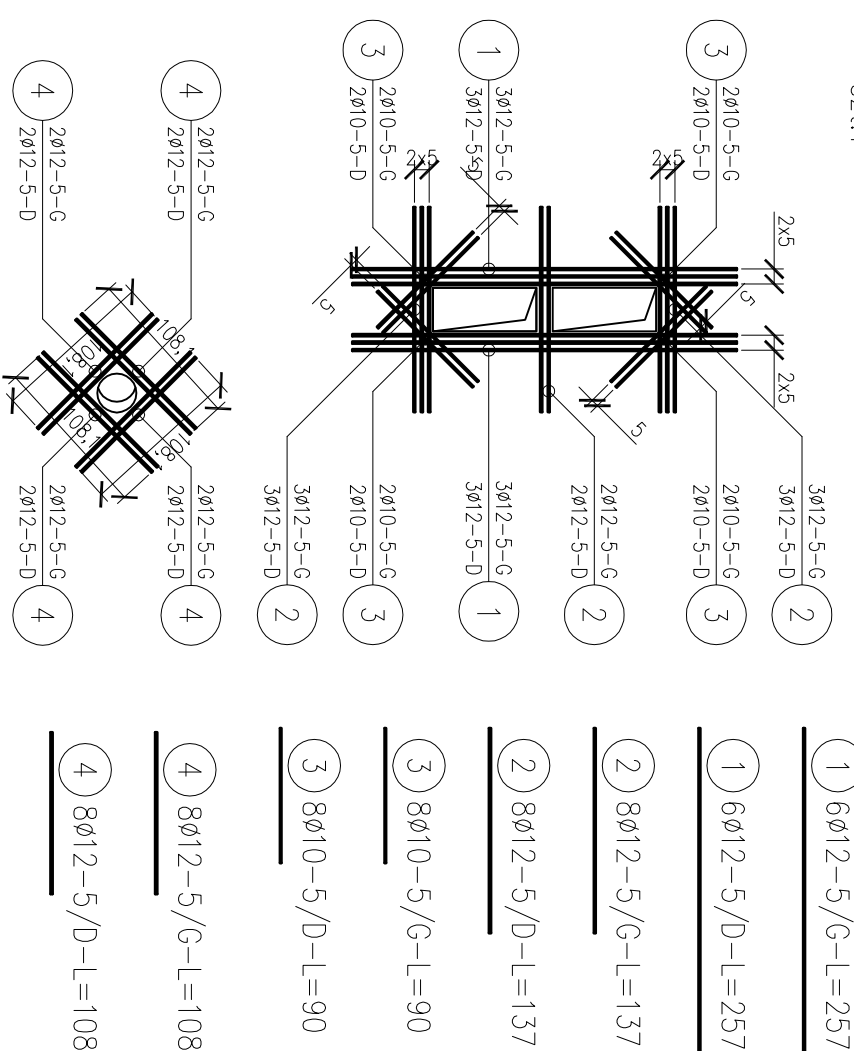 3
2ø10-5-G
2ø10-5-D
1
3ø12-5-G
3ø12-5-D
3
2ø10-5-G
2ø10-5-D
4
2ø12-5-G
2ø12-5-D
4
2ø12-5-G
2ø12-5-D
2x5
2x5
2x5
2x5
5
5
5
5
108,1
108,1
108,1
108,1
3ø12-5-G
3ø12-5-D
2
2ø10-5-G
2ø10-5-D
3
2ø12-5-G
2ø12-5-D
2
3ø12-5-G
3ø12-5-D
1
2ø10-5-G
2ø10-5-D
3
3ø12-5-G
3ø12-5-D
2
2ø12-5-G
2ø12-5-D
4
2ø12-5-G
2ø12-5-D
4
1 6ø12-5/G-L=257
1 6ø12-5/D-L=257
2 8ø12-5/G-L=137
2 8ø12-5/D-L=137
3 8ø10-5/G-L=90
3 8ø10-5/D-L=90
4 8ø12-5/G-L=108
4 8ø12-5/D-L=108